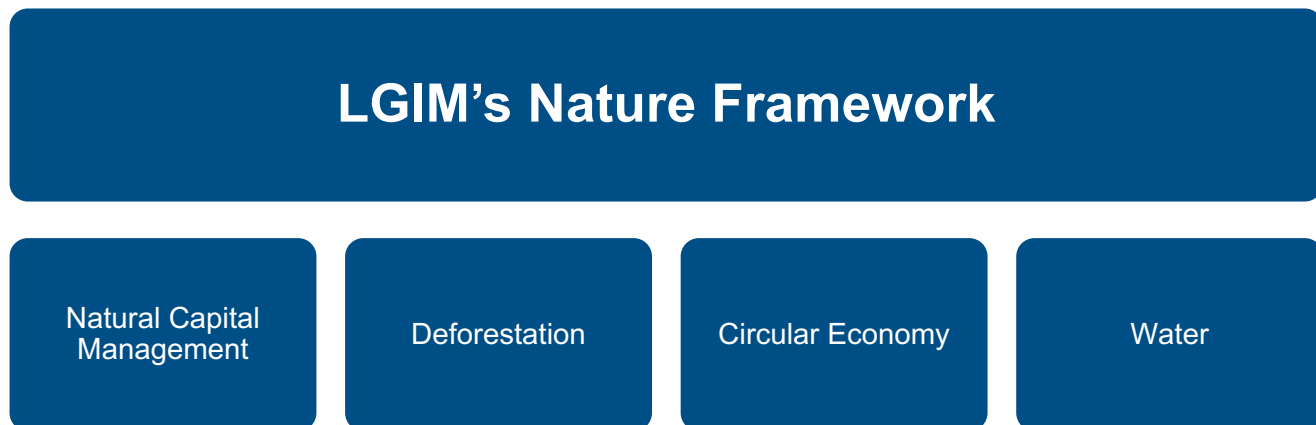 LGIM’s Nature Framework
Natural Capital
Management
Deforestation
Circular Economy
Water